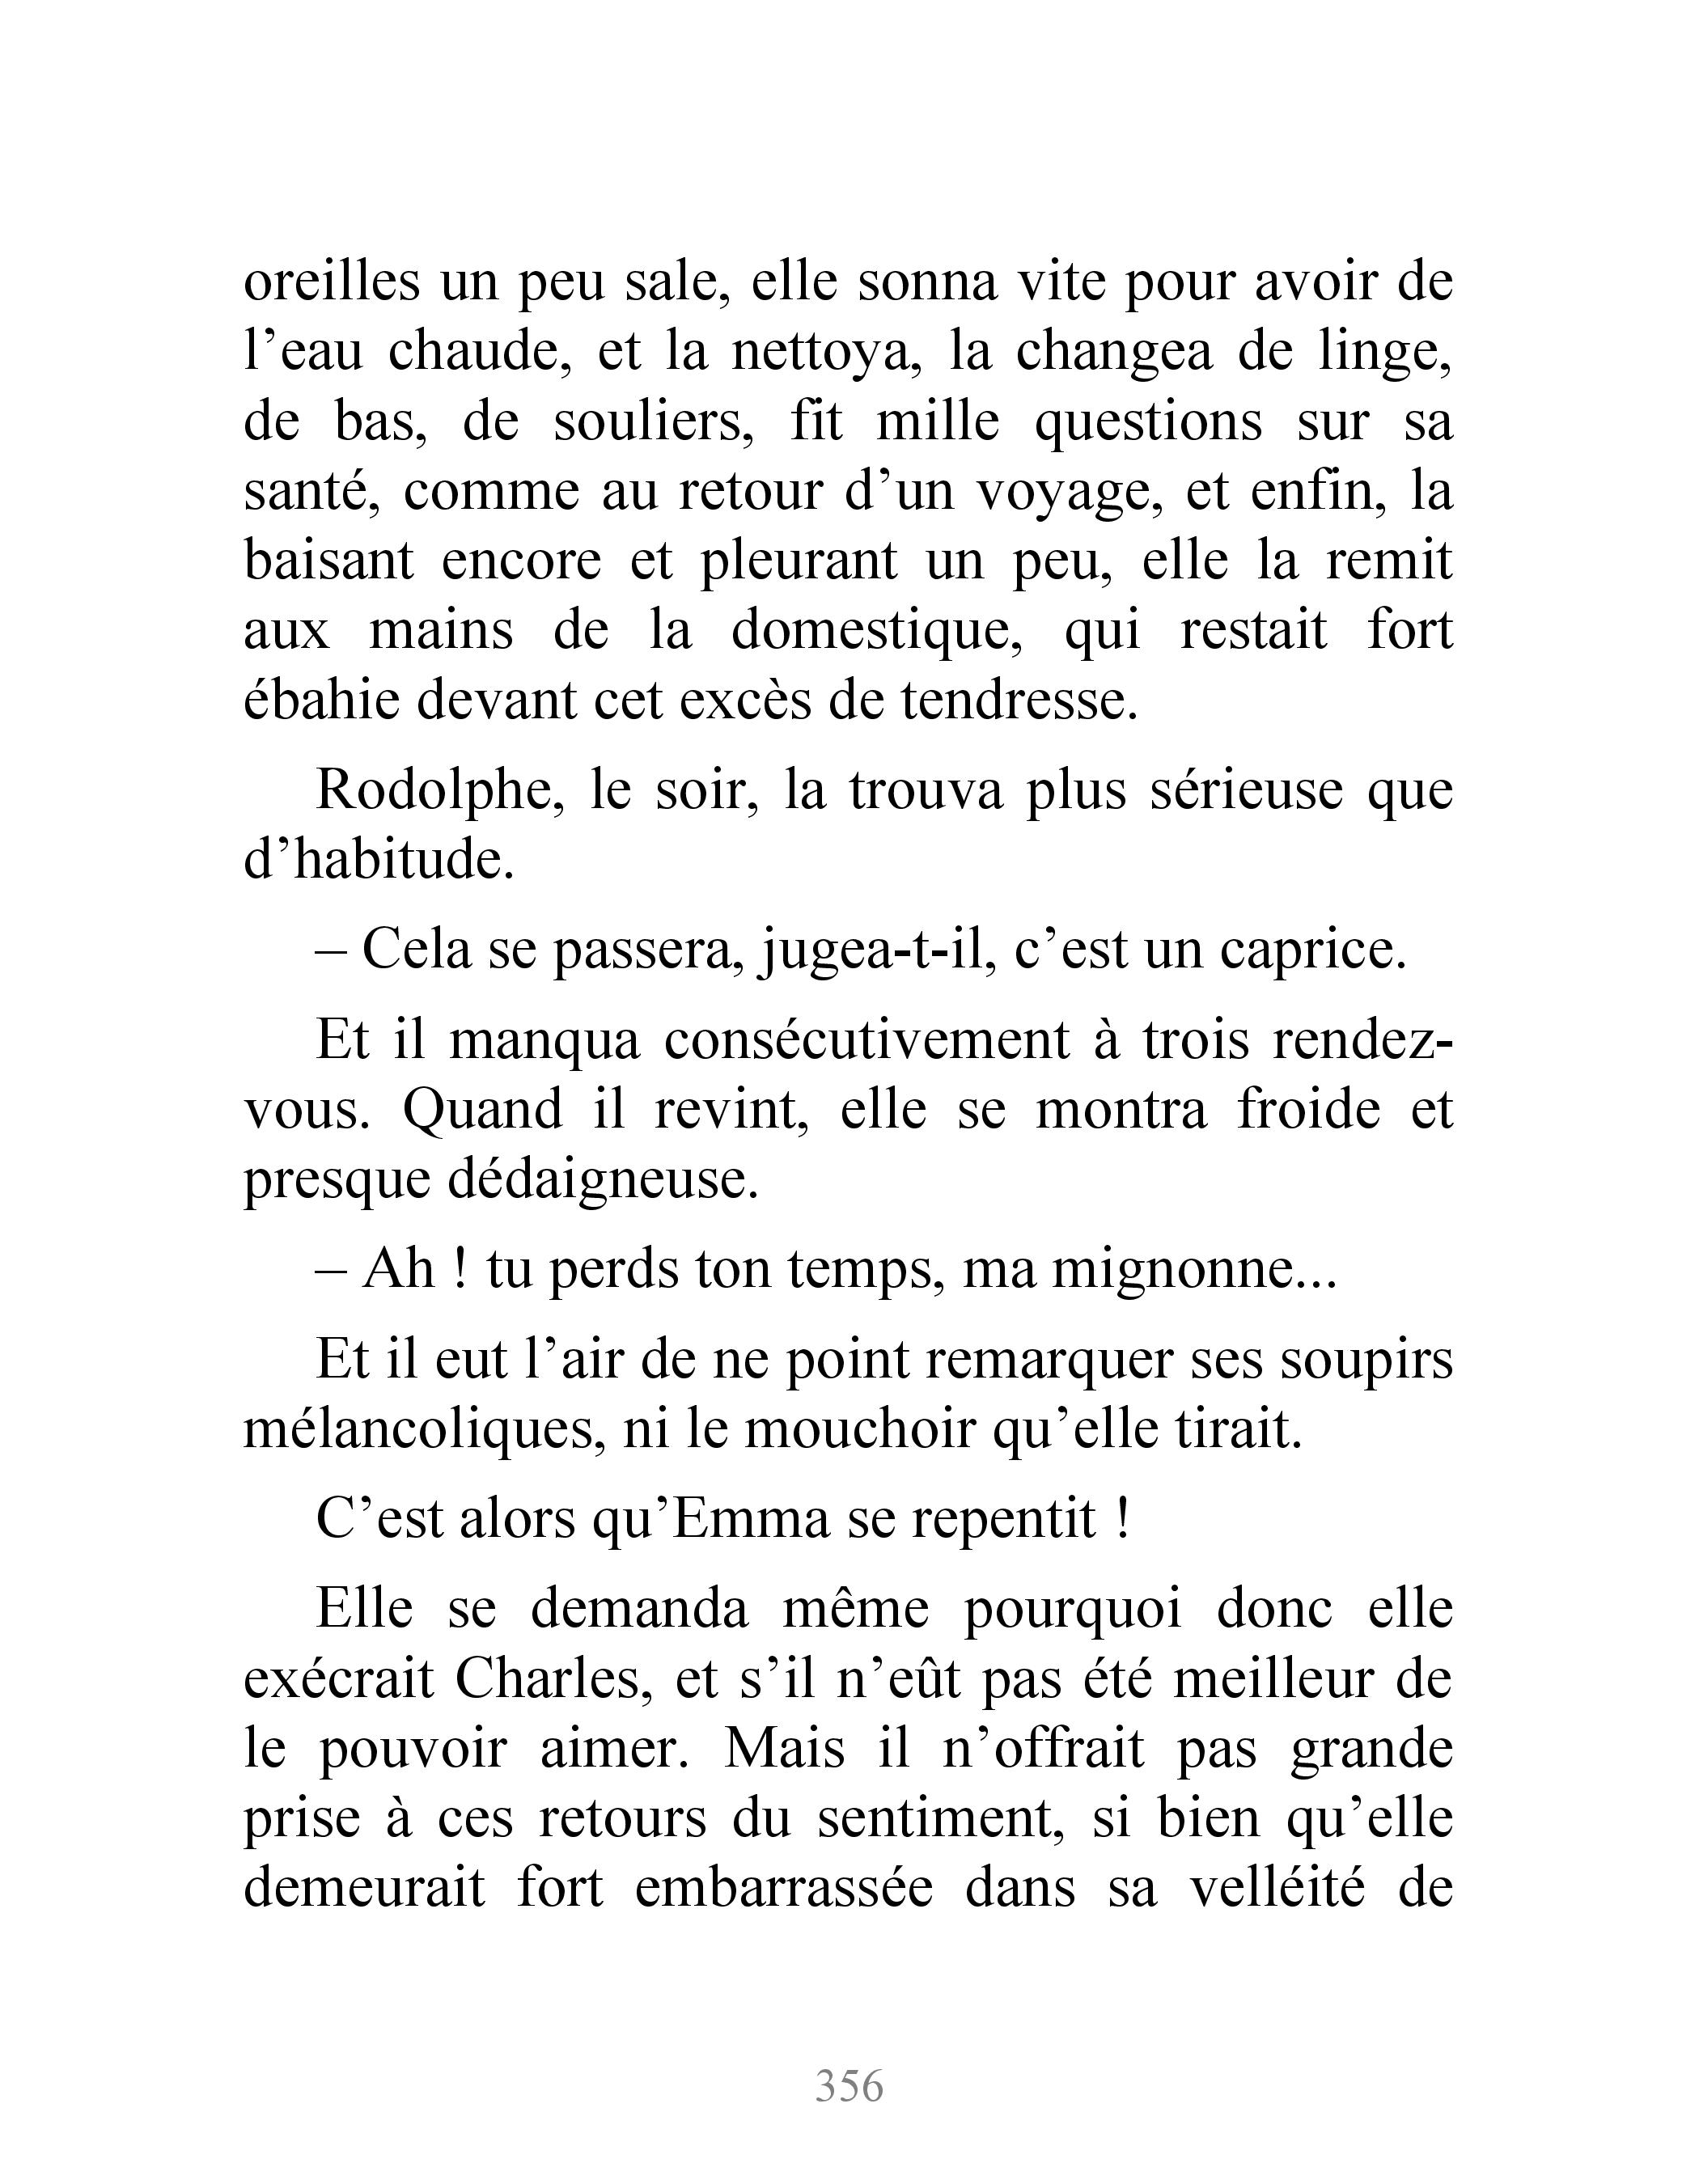 oreilles un peu sale, elle sonna vite pour avoir de
l’eau chaude, et la nettoya, la changea de linge,
de bas, de souliers, fit mille questions sur sa
santé, comme au retour d’un voyage, et enfin, la
baisant encore et pleurant un peu, elle la remit
aux mains de la domestique, qui restait fort
ébahie devant cet excès de tendresse.
Rodolphe, le soir, la trouva plus sérieuse que
d’habitude.
– Cela se passera, jugea-t-il, c’est un caprice.
Et il manqua consécutivement à trois rendez-
vous. Quand il revint, elle se montra froide et
presque dédaigneuse.
– Ah ! tu perds ton temps, ma mignonne...
Et il eut l’air de ne point remarquer ses soupirs
mélancoliques, ni le mouchoir qu’elle tirait.
C’est alors qu’Emma se repentit !
Elle se demanda même pourquoi donc elle
exécrait Charles, et s’il n’eût pas été meilleur de
le pouvoir aimer. Mais il n’offrait pas grande
prise à ces retours du sentiment, si bien qu’elle
demeurait fort embarrassée dans sa velléité de
356